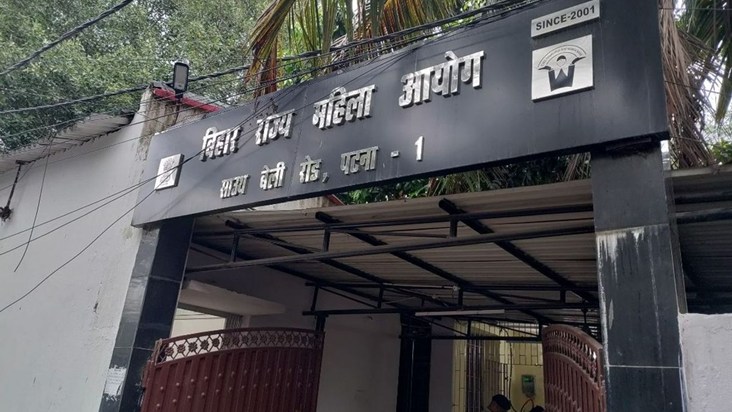 SINCE-2001
बिहार राज्य महिला आयोग
साउथ बेली रोड, पटना - 1